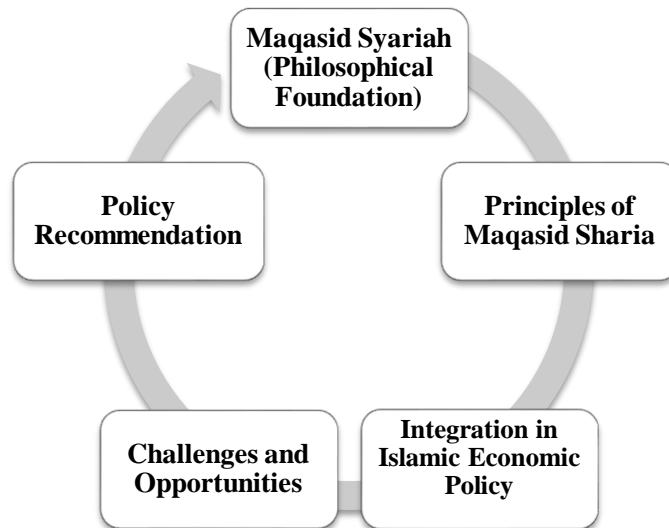 Maqasid Syariah
(Philosophical
Foundation)
Principles of
Maqasid Sharia
Integration in
Islamic Economic
Policy
Challenges and
Opportunities
Policy
Recommendation